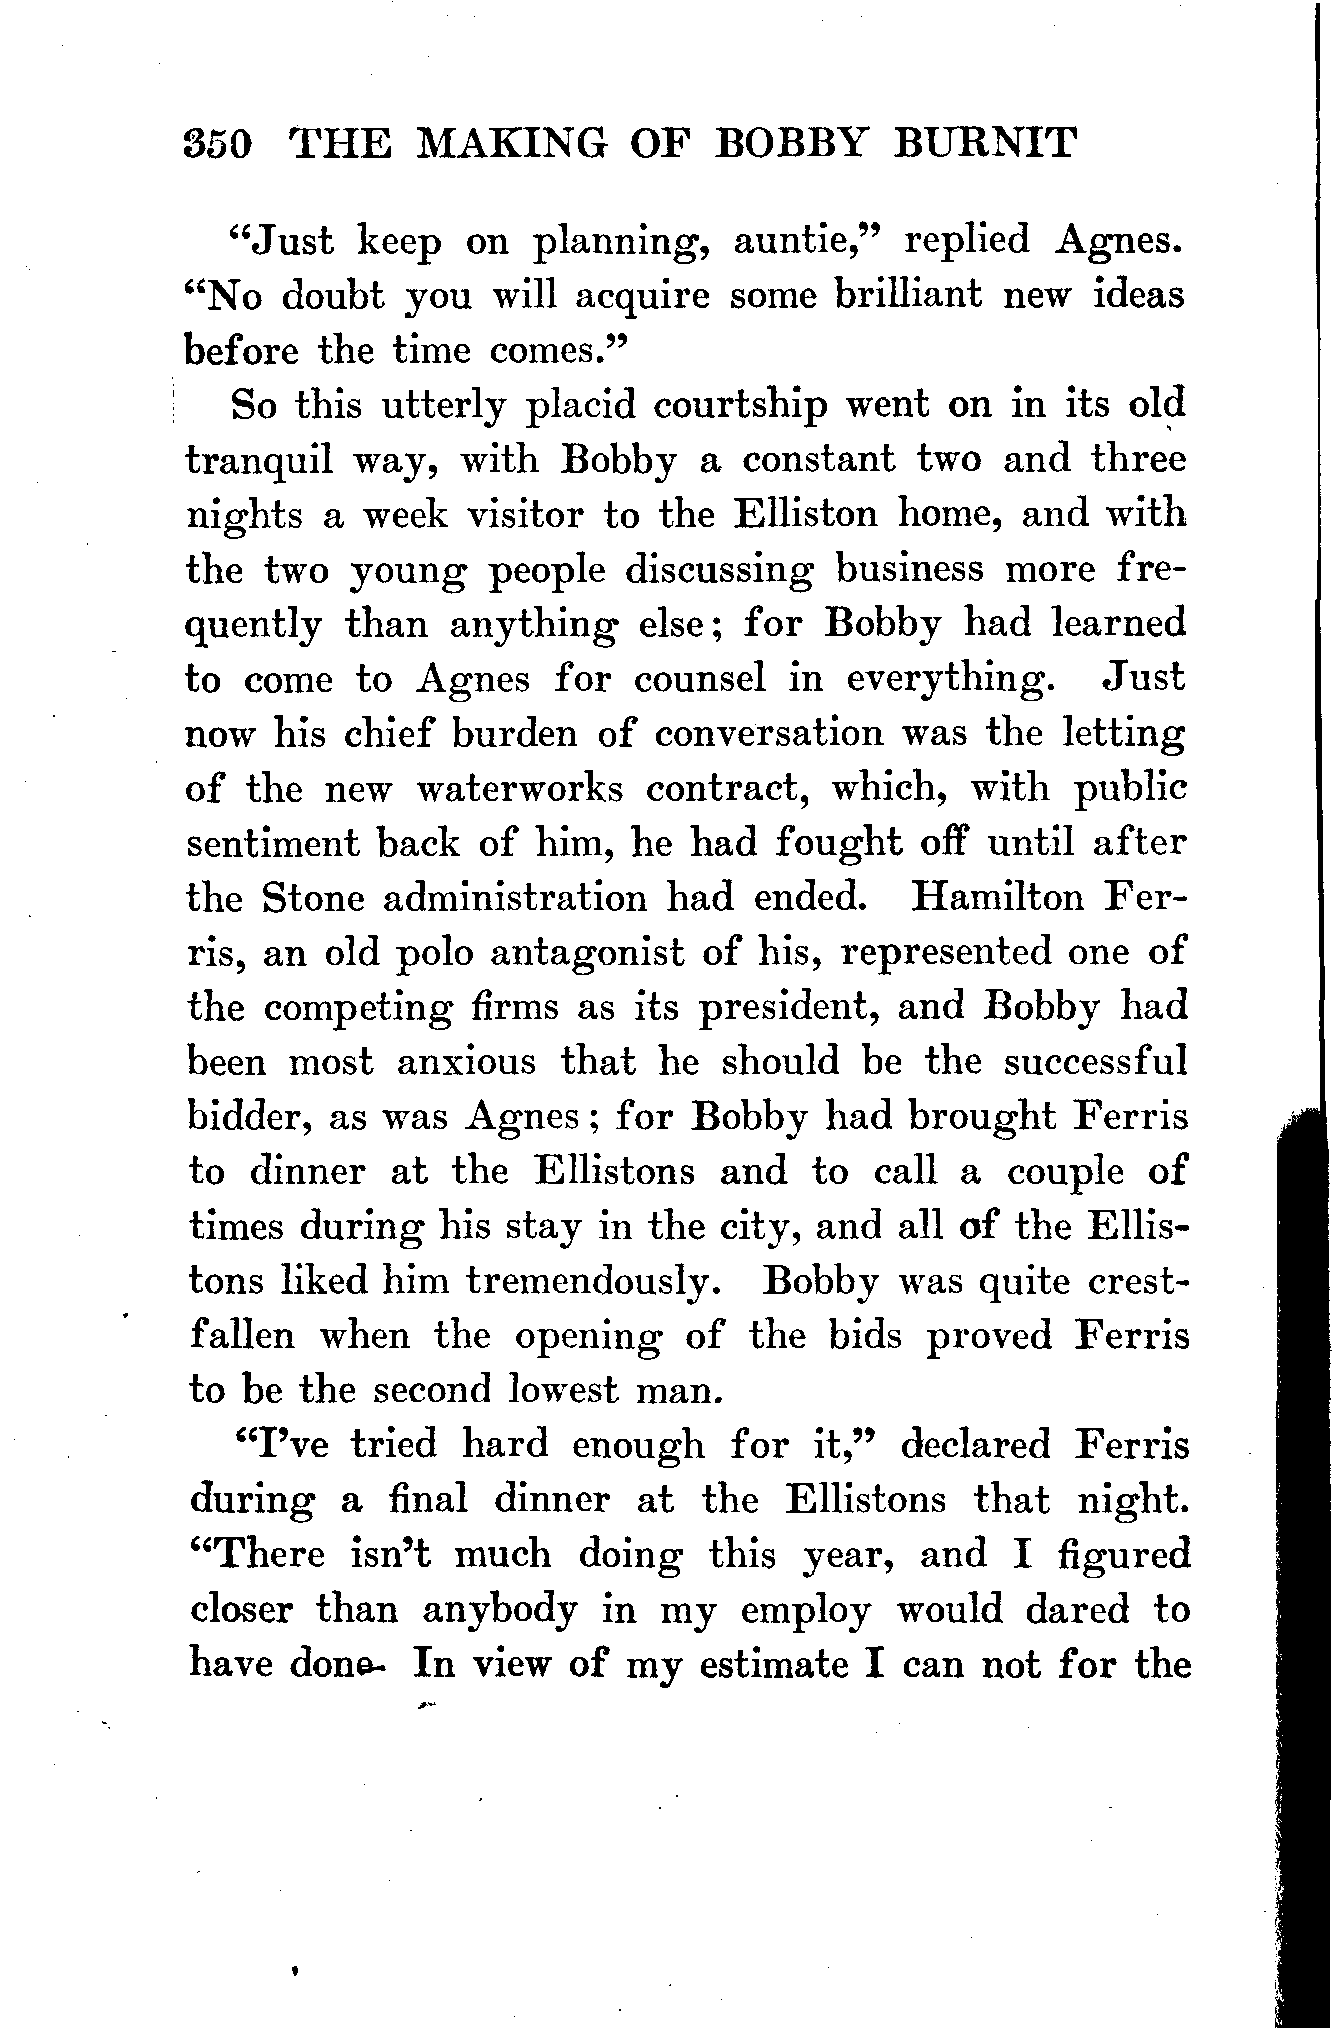 350 THE MAKING OF BOBBY BURNIT
“Just keep on planning, auntie,” replied Agnes.
“No doubt you will acquire some brilliant new ideas
before the time comes.”
So this utterly placid courtship went on in its old
tranquil way, with Bobby a constant two and three
nights a week visitor to the Elliston home, and with
the two young people discussing business more fre-
quently than anything else; for Bobby had learned
to come to Agnes for counsel in everything. Just
now his chief burden of conversation was the letting
of the new waterworks contract, which, with public
sentiment back of him, he had fought off until after
the Stone administration had ended. Hamilton Fer-
ris, an old polo antagonist of his, represented one of
the competing firms as its president, and Bobby had
been most anxious that he should be the successful
bidder, as was Agnes; for Bobby had brought Ferris
to dinner at the Ellistons and to call a couple of
times during his stay in the city, and all of the Ellis-
tons liked him tremendously. Bobby was quite crest-
fallen when the opening of the bids proved Ferris
to be the second lowest man.
“I’ve tried hard enough for it,” declared Ferris
during a final dinner at the Ellistons that night.
“There isn’t much doing this year, and I figured
closer than anybody in my employ would dared to
have done. In view of my estimate I can not for the